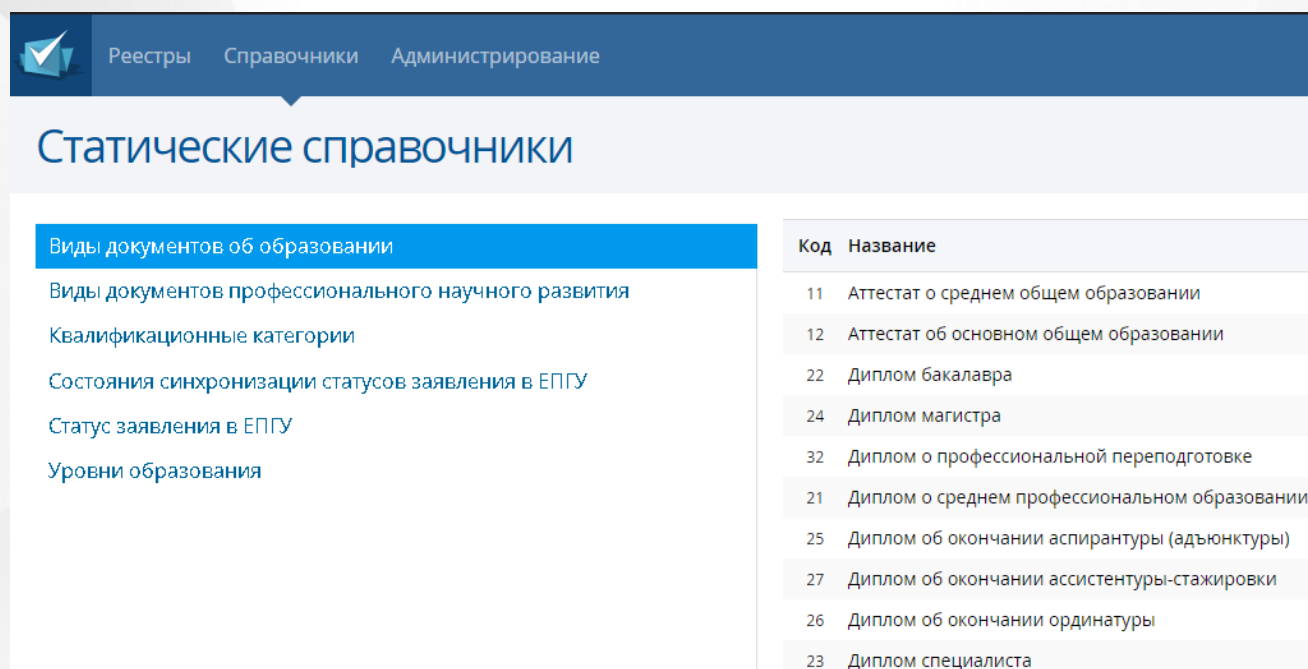 Реестры Справочники Администрирование
Статические справочники
Виды документов об образовании
Виды документов профессионального научного развития
Квалификационные категории
Состояния синхронизации статусов заявления в ЕПГУ
Статус заявления в ЕПГУ
Уровни образования
Код Название
11 Аттестат о среднем общем образовании
12 Аттестат об основном общем образовании
22 Диплом бакалавра
24 Диплом магистра
32 Диплом о профессиональной переподготовке
21 Диплом о среднем профессиональном образовании
25 Диплом об окончании аспирантуры (адъюнктуры)
27 Диплом об окончании ассистентуры-стажировки
26 Диплом об окончании ординатуры
23 Диплом специалиста